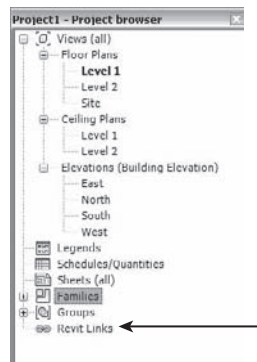 Project1 - Project browser
Views (all)
Floor Plans
Level 1
Level 2
Site
Ceiling Plans
Level 1
Level 2
Elevations (Building Elevation)
East
North
South
West
Legends
Schedules/Quantities
Sheets (all)
Families
Groups
Revit Links